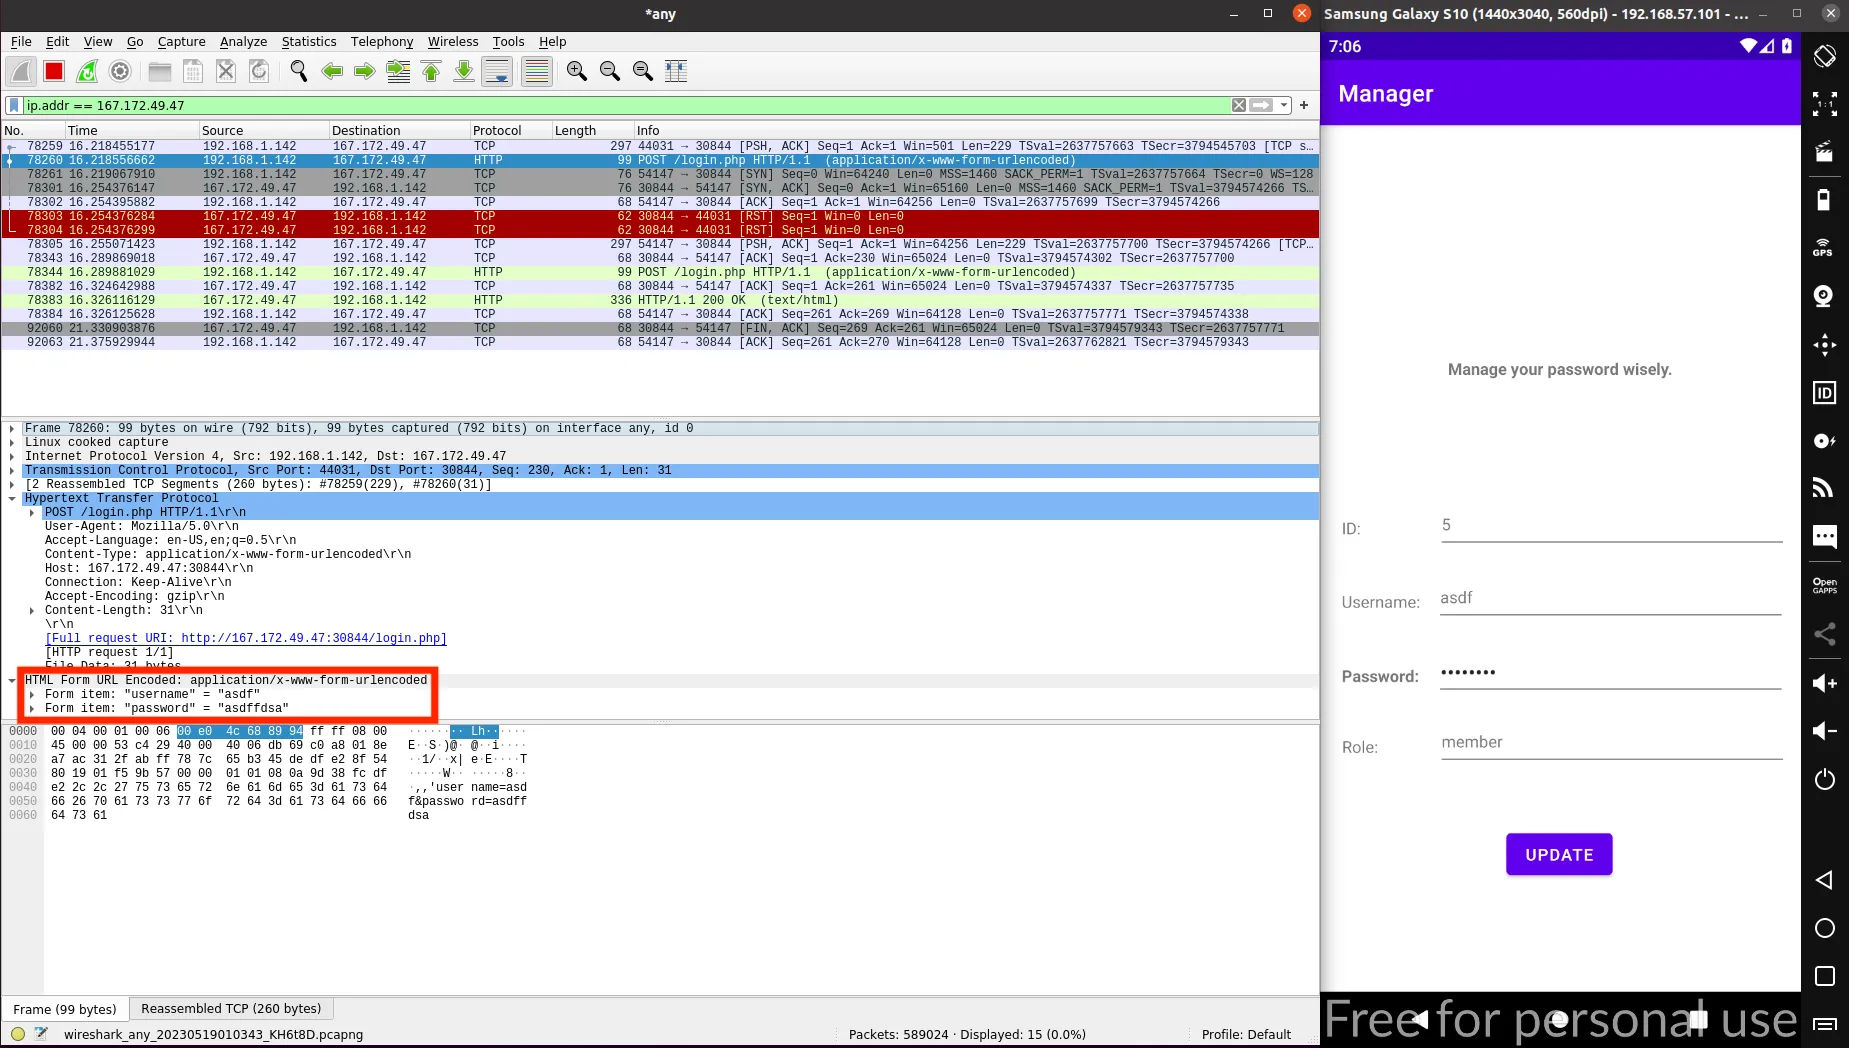 *any
File Edit View Go Capture Analyze Statistics Telephony Wireless Tools Help
ip.addr == 167.172.49.47
No. Time Source Destination Protocol Length Info
78259 16.218455177 192.168.1.142 167.172.49.47 TCP 297 44031 → 30844 [PSH, ACK] Seq=1 Ack=1 Win=501 Len=229 TSval=2637757663 TSecr=3794545703 [TCP s…
78260 16.218556662 192.168.1.142 167.172.49.47 HTTP 99 POST /login.php HTTP/1.1 (application/x-www-form-urlencoded)
78261 16.219067910 192.168.1.142 167.172.49.47 TCP 76 54147 → 30844 [SYN] Seq=0 Win=64240 Len=0 MSS=1460 SACK_PERM=1 TSval=2637757664 TSecr=0 WS=128
78301 16.254376147 167.172.49.47 192.168.1.142 TCP 76 30844 → 54147 [SYN, ACK] Seq=0 Ack=1 Win=65160 Len=0 MSS=1460 SACK_PERM=1 TSval=3794574266 TS…
78302 16.254395882 192.168.1.142 167.172.49.47 TCP 68 54147 → 30844 [ACK] Seq=1 Ack=1 Win=64256 Len=0 TSval=2637757699 TSecr=3794574266
78303 16.254376284 167.172.49.47 192.168.1.142 TCP 62 30844 → 44031 [RST] Seq=1 Win=0 Len=0
78304 16.254376299 167.172.49.47 192.168.1.142 TCP 62 30844 → 44031 [RST] Seq=1 Win=0 Len=0
78305 16.255071423 192.168.1.142 167.172.49.47 TCP 297 54147 → 30844 [PSH, ACK] Seq=1 Ack=1 Win=64256 Len=229 TSval=2637757700 TSecr=3794574266 [TCP…
78343 16.289869018 167.172.49.47 192.168.1.142 TCP 68 30844 → 54147 [ACK] Seq=1 Ack=230 Win=65024 Len=0 TSval=3794574302 TSecr=2637757700
78344 16.289881029 192.168.1.142 167.172.49.47 HTTP 99 POST /login.php HTTP/1.1 (application/x-www-form-urlencoded)
78382 16.324642988 167.172.49.47 192.168.1.142 TCP 68 30844 → 54147 [ACK] Seq=1 Ack=261 Win=65024 Len=0 TSval=3794574337 TSecr=2637757735
78383 16.326116129 167.172.49.47 192.168.1.142 HTTP 336 HTTP/1.1 200 OK (text/html)
78384 16.326125628 192.168.1.142 167.172.49.47 TCP 68 54147 → 30844 [ACK] Seq=261 Ack=269 Win=64128 Len=0 TSval=2637757771 TSecr=3794574338
92060 21.330903876 167.172.49.47 192.168.1.142 TCP 68 30844 → 54147 [FIN, ACK] Seq=269 Ack=261 Win=65024 Len=0 TSval=3794579343 TSecr=2637757771
92063 21.375929944 192.168.1.142 167.172.49.47 TCP 68 54147 → 30844 [ACK] Seq=261 Ack=270 Win=64128 Len=0 TSval=2637762821 TSecr=3794579343
Frame 78260: 99 bytes on wire (792 bits), 99 bytes captured (792 bits) on interface any, id 0
Linux cooked capture
Internet Protocol Version 4, Src: 192.168.1.142, Dst: 167.172.49.47
Transmission Control Protocol, Src Port: 44031, Dst Port: 30844, Seq: 230, Ack: 1, Len: 31
[2 Reassembled TCP Segments (260 bytes): #78259(229), #78260(31)]
Hypertext Transfer Protocol
POST /login.php HTTP/1.1\r\n
User-Agent: Mozilla/5.0\r\n
Accept-Language: en-US,en;q=0.5\r\n
Content-Type: application/x-www-form-urlencoded\r\n
Host: 167.172.49.47:30844\r\n
Connection: Keep-Alive\r\n
Accept-Encoding: gzip\r\n
Content-Length: 31\r\n
\r\n
[Full request URI: http://167.172.49.47:30844/login.php]
[HTTP request 1/1]
File Data: 31 bytes
HTML Form URL Encoded: application/x-www-form-urlencoded
Form item: "username" = "asdf"
Form item: "password" = "asdffdsa"
0000 00 04 00 01 00 06 00 e0 4c 68 89 94 ff ff 08 00 ········Lh······
0010 45 00 00 53 c4 29 40 00 40 06 db 69 c0 a8 01 8e E··S·)@·@··i····
0020 a7 ac 31 2f ab ff 78 7c 65 b3 45 de df e2 8f 54 ··1/··x|e·E····T
0030 80 19 01 f5 9b 57 00 00 01 01 08 0a 9d 38 fc df ·····W·······8··
0040 e2 2c 2c 27 75 73 65 72 6e 61 6d 65 3d 61 73 64 ·,,'user name=asd
0050 66 26 70 61 73 73 77 6f 72 64 3d 61 73 64 66 66 f&passwo rd=asdff
0060 64 73 61 dsa
Frame (99 bytes) Reassembled TCP (260 bytes)
wireshark_any_20230519010343_KH6t8D.pcapng Packets: 589024 · Displayed: 15 (0.0%) Profile: Default
Samsung Galaxy S10 (1440x3040, 560dpi) - 192.168.57.101 - ...
7:06
Manager
Manage your password wisely.
ID: 5
Username: asdf
Password: ••••••••
Role: member
UPDATE
Free for personal use
1:1
GPS
ID
Open
GAPPS